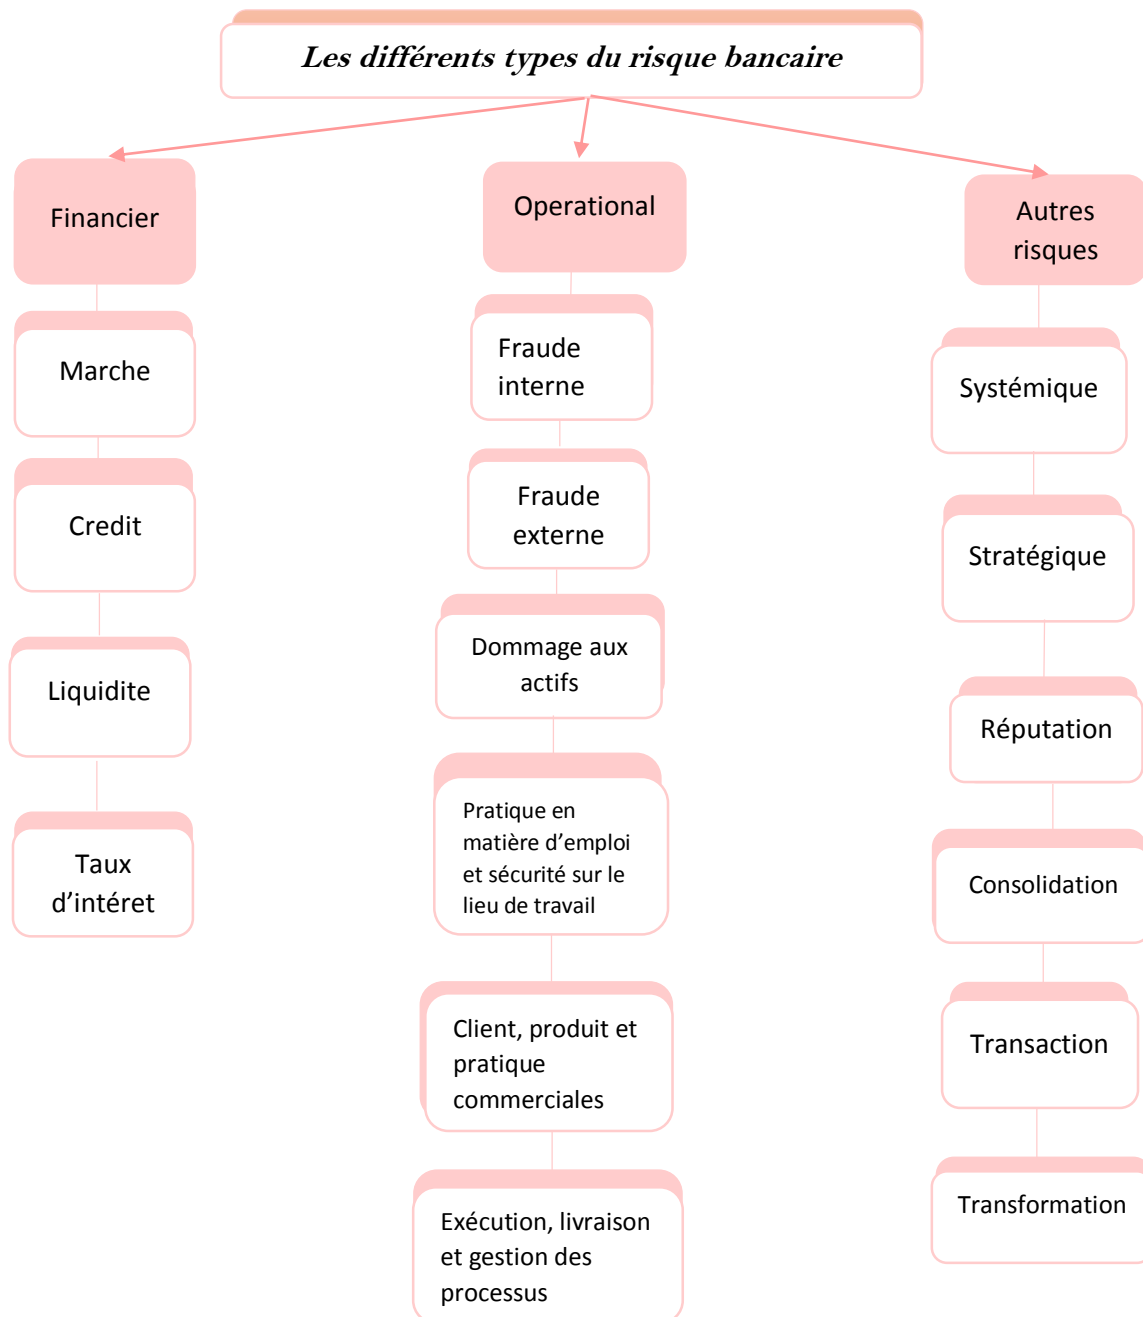 Les différents types du risque bancaire
Financier
Marche
Credit
Liquidite
Taux
d’intéret
Operational
Fraude
interne
Fraude
externe
Dommage aux
actifs
Pratique en
matière d’emploi
et sécurité sur le
lieu de travail
Client, produit et
pratique
commerciales
Exécution, livraison
et gestion des
processus
Autres
risques
Systémique
Stratégique
Réputation
Consolidation
Transaction
Transformation